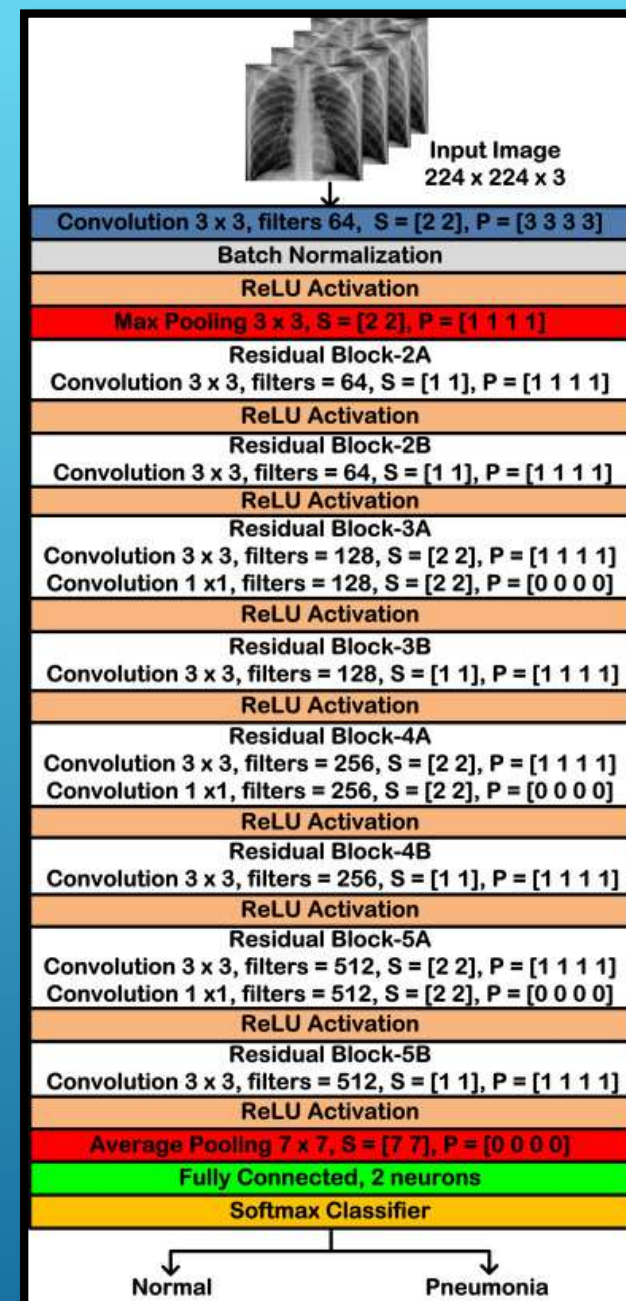 Input Image
224 x 224 x 3
Convolution 3 x 3, filters 64, S = [2 2], P = [3 3 3 3]
Batch Normalization
ReLU Activation
Max Pooling 3 x 3, S = [2 2], P = [1 1 1 1]
Residual Block-2A
Convolution 3 x 3, filters = 64, S = [1 1], P = [1 1 1 1]
ReLU Activation
Residual Block-2B
Convolution 3 x 3, filters = 64, S = [1 1], P = [1 1 1 1]
ReLU Activation
Residual Block-3A
Convolution 3 x 3, filters = 128, S = [2 2], P = [1 1 1 1]
Convolution 1 x1, filters = 128, S = [2 2], P = [0 0 0 0]
ReLU Activation
Residual Block-3B
Convolution 3 x 3, filters = 128, S = [1 1], P = [1 1 1 1]
ReLU Activation
Residual Block-4A
Convolution 3 x 3, filters = 256, S = [2 2], P = [1 1 1 1]
Convolution 1 x1, filters = 256, S = [2 2], P = [0 0 0 0]
ReLU Activation
Residual Block-4B
Convolution 3 x 3, filters = 256, S = [1 1], P = [1 1 1 1]
ReLU Activation
Residual Block-5A
Convolution 3 x 3, filters = 512, S = [2 2], P = [1 1 1 1]
Convolution 1 x1, filters = 512, S = [2 2], P = [0 0 0 0]
ReLU Activation
Residual Block-5B
Convolution 3 x 3, filters = 512, S = [1 1], P = [1 1 1 1]
ReLU Activation
Average Pooling 7 x 7, S = [7 7], P = [0 0 0 0]
Fully Connected, 2 neurons
Softmax Classifier
Normal Pneumonia